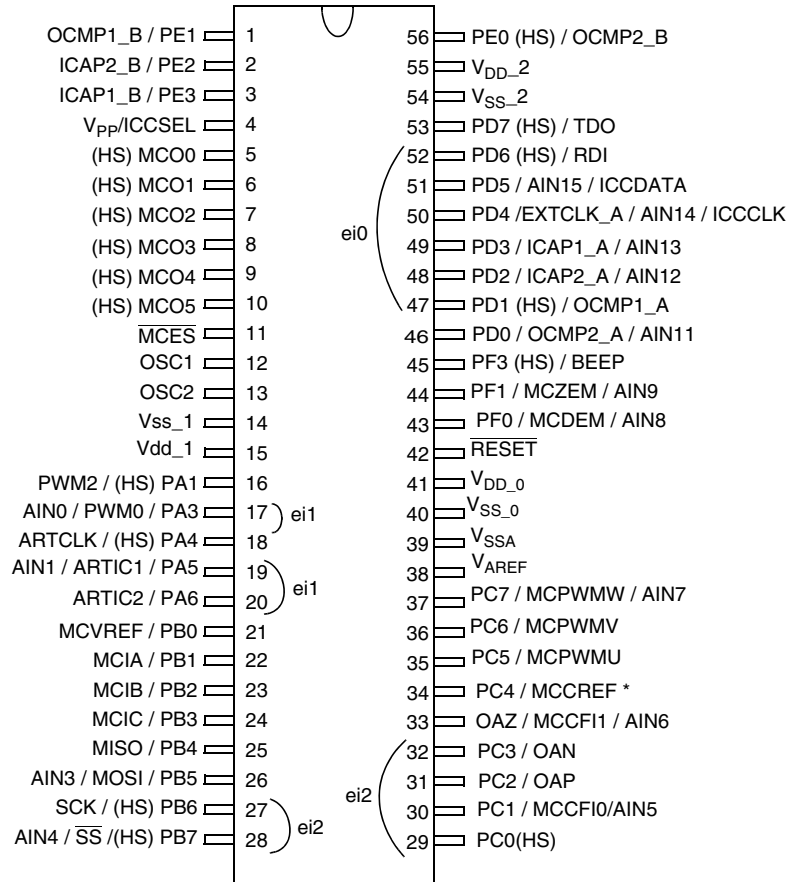 OCMP1_B / PE1 1
ICAP2_B / PE2 2
ICAP1_B / PE3 3
VPP/ICCSEL 4
(HS) MCO0 5
(HS) MCO1 6
(HS) MCO2 7
(HS) MCO3 8
(HS) MCO4 9
(HS) MCO5 10
MCES 11
OSC1 12
OSC2 13
Vss_1 14
Vdd_1 15
PWM2 / (HS) PA1 16
AIN0 / PWM0 / PA3 17
ei1
ARTCLK / (HS) PA4 18
AIN1 / ARTIC1 / PA5 19
ei1
ARTIC2 / PA6 20
MCVREF / PB0 21
MCIA / PB1 22
MCIB / PB2 23
MCIC / PB3 24
MISO / PB4 25
AIN3 / MOSI / PB5 26
SCK / (HS) PB6 27
ei2
AIN4 / SS /(HS) PB7 28
56 PE0 (HS) / OCMP2_B
55 VDD_2
54 VSS_2
53 PD7 (HS) / TDO
52 PD6 (HS) / RDI
51 PD5 / AIN15 / ICCDATA
50 PD4 /EXTCLK_A / AIN14 / ICCCLK
ei0
49 PD3 / ICAP1_A / AIN13
48 PD2 / ICAP2_A / AIN12
47 PD1 (HS) / OCMP1_A
46 PD0 / OCMP2_A / AIN11
45 PF3 (HS) / BEEP
44 PF1 / MCZEM / AIN9
43 PF0 / MCDEM / AIN8
42 RESET
41 VDD_0
40 VSS_0
39 VSSA
38 VAREF
37 PC7 / MCPWMW / AIN7
36 PC6 / MCPWMV
35 PC5 / MCPWMU
34 PC4 / MCCREF *
33 OAZ / MCCFI1 / AIN6
32 PC3 / OAN
31 PC2 / OAP
ei2
30 PC1 / MCCFI0/AIN5
29 PC0(HS)